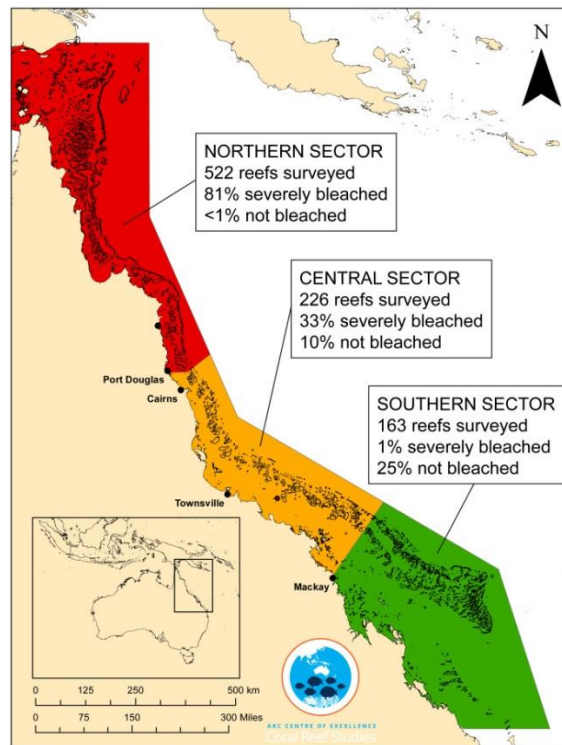 N
NORTHERN SECTOR
522 reefs surveyed
81% severely bleached
<1% not bleached
CENTRAL SECTOR
226 reefs surveyed
33% severely bleached
10% not bleached
Port Douglas
Cairns
SOUTHERN SECTOR
163 reefs surveyed
1% severely bleached
25% not bleached
Townsville
Mackay
0 125 250 500 km
0 75 150 300 Miles
ARC CENTRE OF EXCELLENCE
Coral Reef Studies